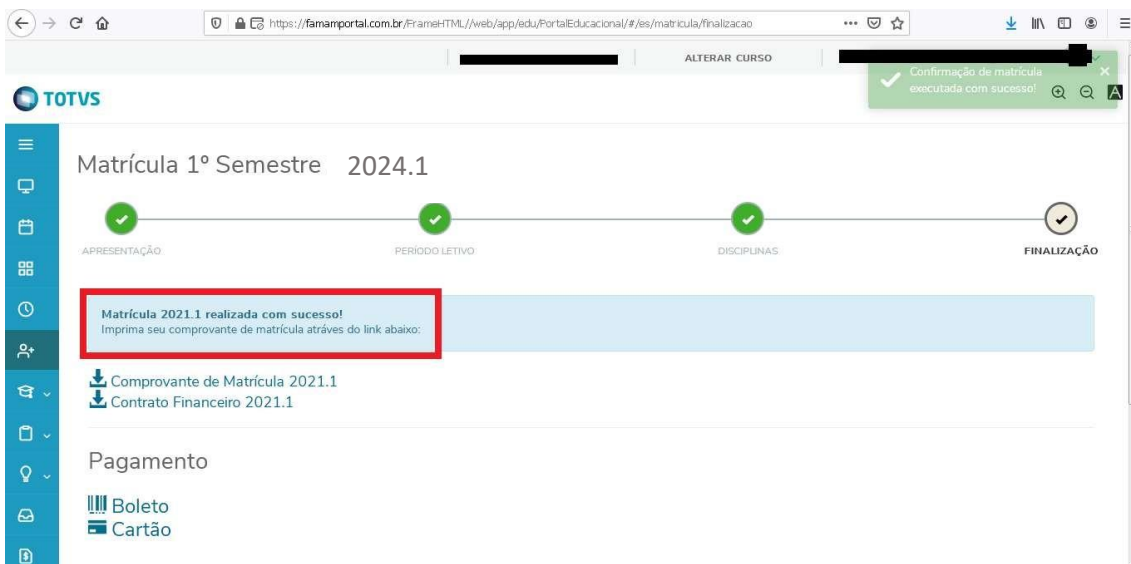 https://famamportal.com.br/FrameHTML//web/app/edu/PortalEducacional/#/es/matricula/finalizacao
ALTERAR CURSO
Confirmação de matrícula
executada com sucesso!
TOTVS
A
Matrícula 1º Semestre 2024.1
APRESENTAÇÃO
PERÍODO LETIVO
DISCIPLINAS
FINALIZAÇÃO
Matrícula 2021.1 realizada com sucesso!
Imprima seu comprovante de matrícula atráves do link abaixo:
Comprovante de Matrícula 2021.1
Contrato Financeiro 2021.1
Pagamento
Boleto
Cartão